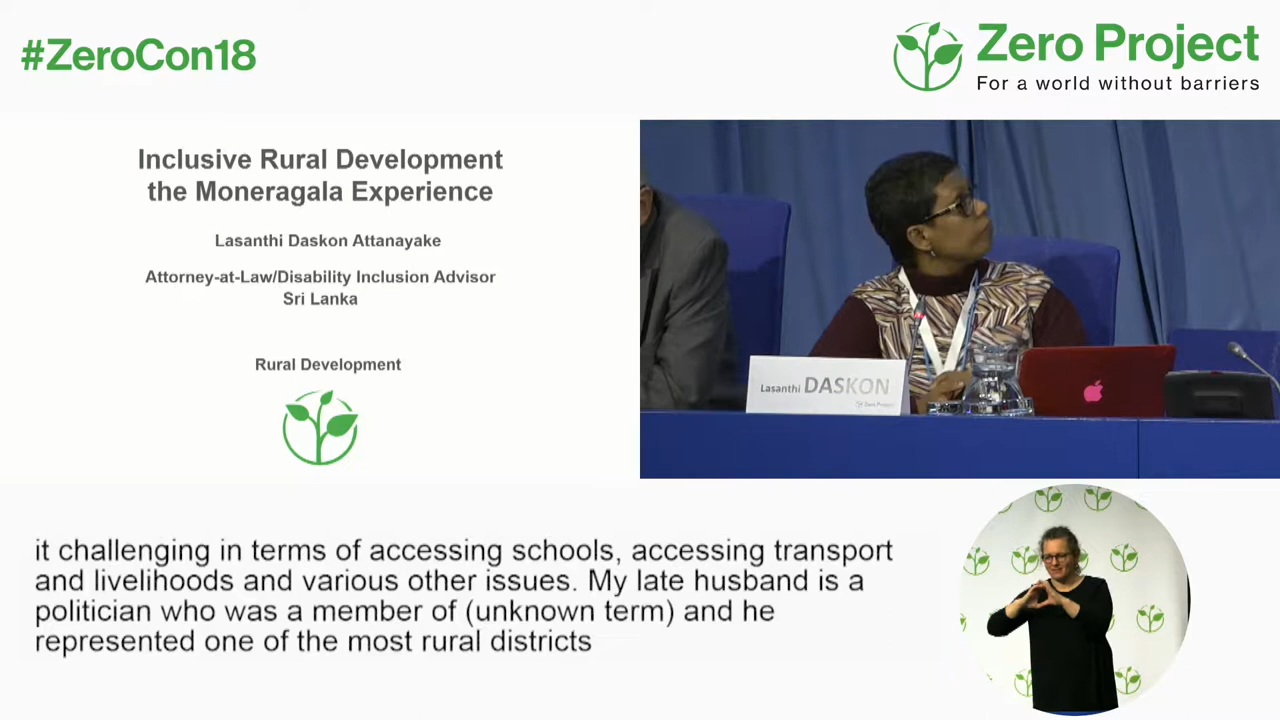 #ZeroCon18
Zero Project
For a world without barriers
Inclusive Rural Development
the Moneragala Experience
Lasanthi Daskon Attanayake
Attorney-at-Law/Disability Inclusion Advisor
Sri Lanka
Rural Development
Lasanthi DASKON
Zero Project
it challenging in terms of accessing schools, accessing transport
and livelihoods and various other issues. My late husband is a
politician who was a member of (unknown term) and he
represented one of the most rural districts